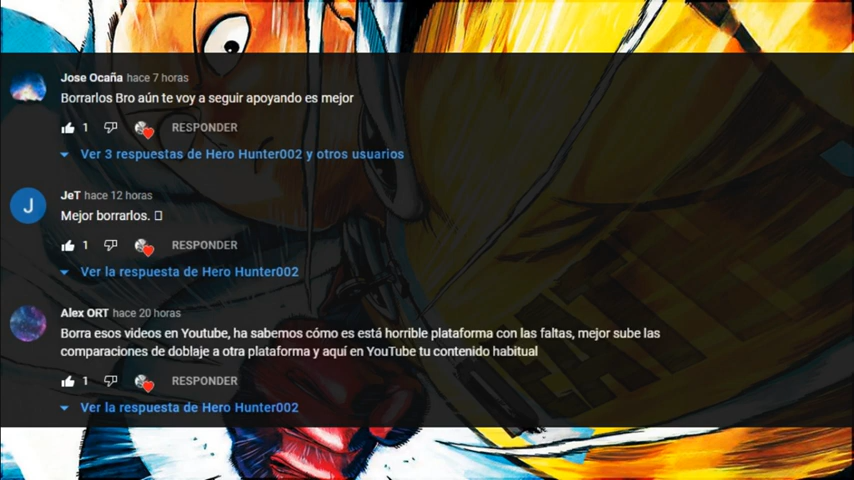 Jose Ocaña hace 7 horas
Borrarlos Bro aún te voy a seguir apoyando es mejor
1 RESPONDER
Ver 3 respuestas de Hero Hunter002 y otros usuarios
J
JeT hace 12 horas
Mejor borrarlos.
1 RESPONDER
Ver la respuesta de Hero Hunter002
Alex ORT hace 20 horas
Borra esos videos en Youtube, ha sabemos cómo es está horrible plataforma con las faltas, mejor sube las
comparaciones de doblaje a otra plataforma y aquí en YouTube tu contenido habitual
1 RESPONDER
Ver la respuesta de Hero Hunter002